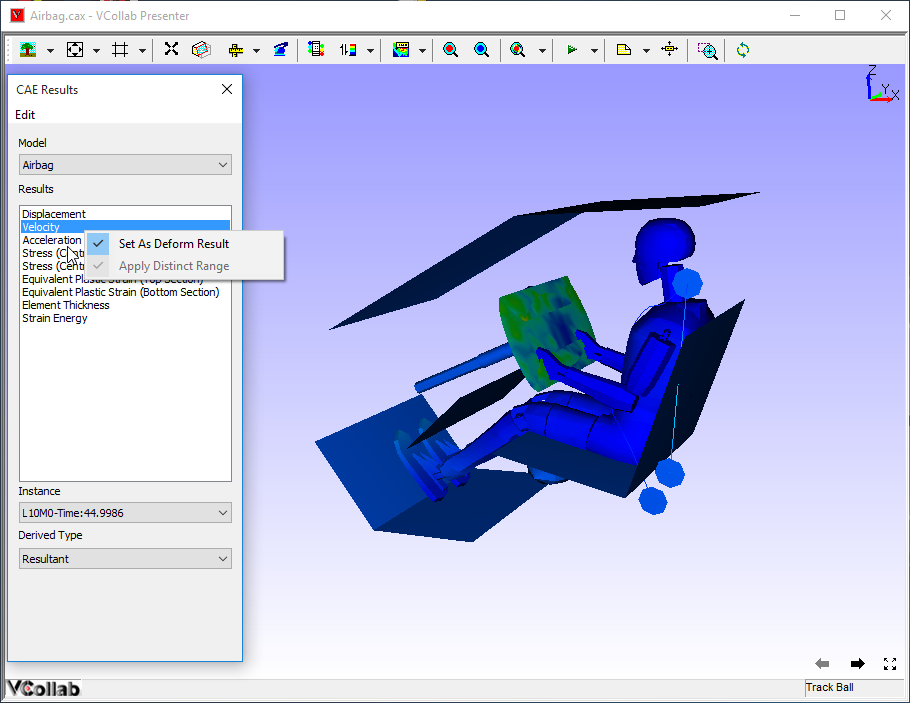 Airbag.cax - VCollab Presenter
CAE Results
Edit
Model
Airbag
Results
Displacement
Velocity
Acceleration
Set As Deform Result
Stress (Cent
Stress (Centr
Apply Distinct Range
Equivalent Plastic Strain (Top Section)
Equivalent Plastic Strain (Bottom Section)
Element Thickness
Strain Energy
Instance
L10M0-Time:44.9986
Derived Type
Resultant
Z
Y
X
VCollab
Track Ball